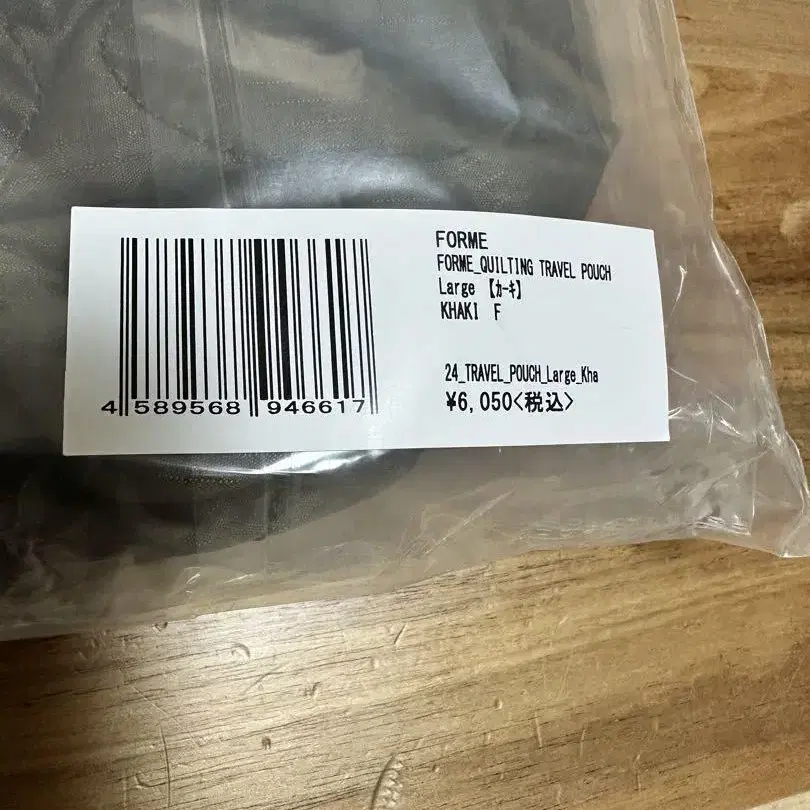 FORME
FORME_QUILTING TRAVEL POUCH
Large 【ｶｰｷ】
KHAKI F
24_TRAVEL_POUCH_Large_Kha
¥6,050<税込>
4 589568 946617